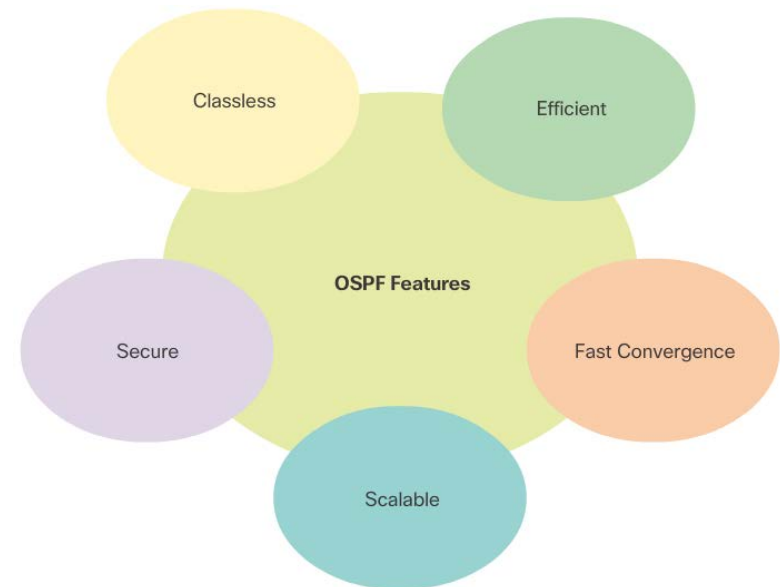 Classless
Efficient
OSPF Features
Secure
Fast Convergence
Scalable